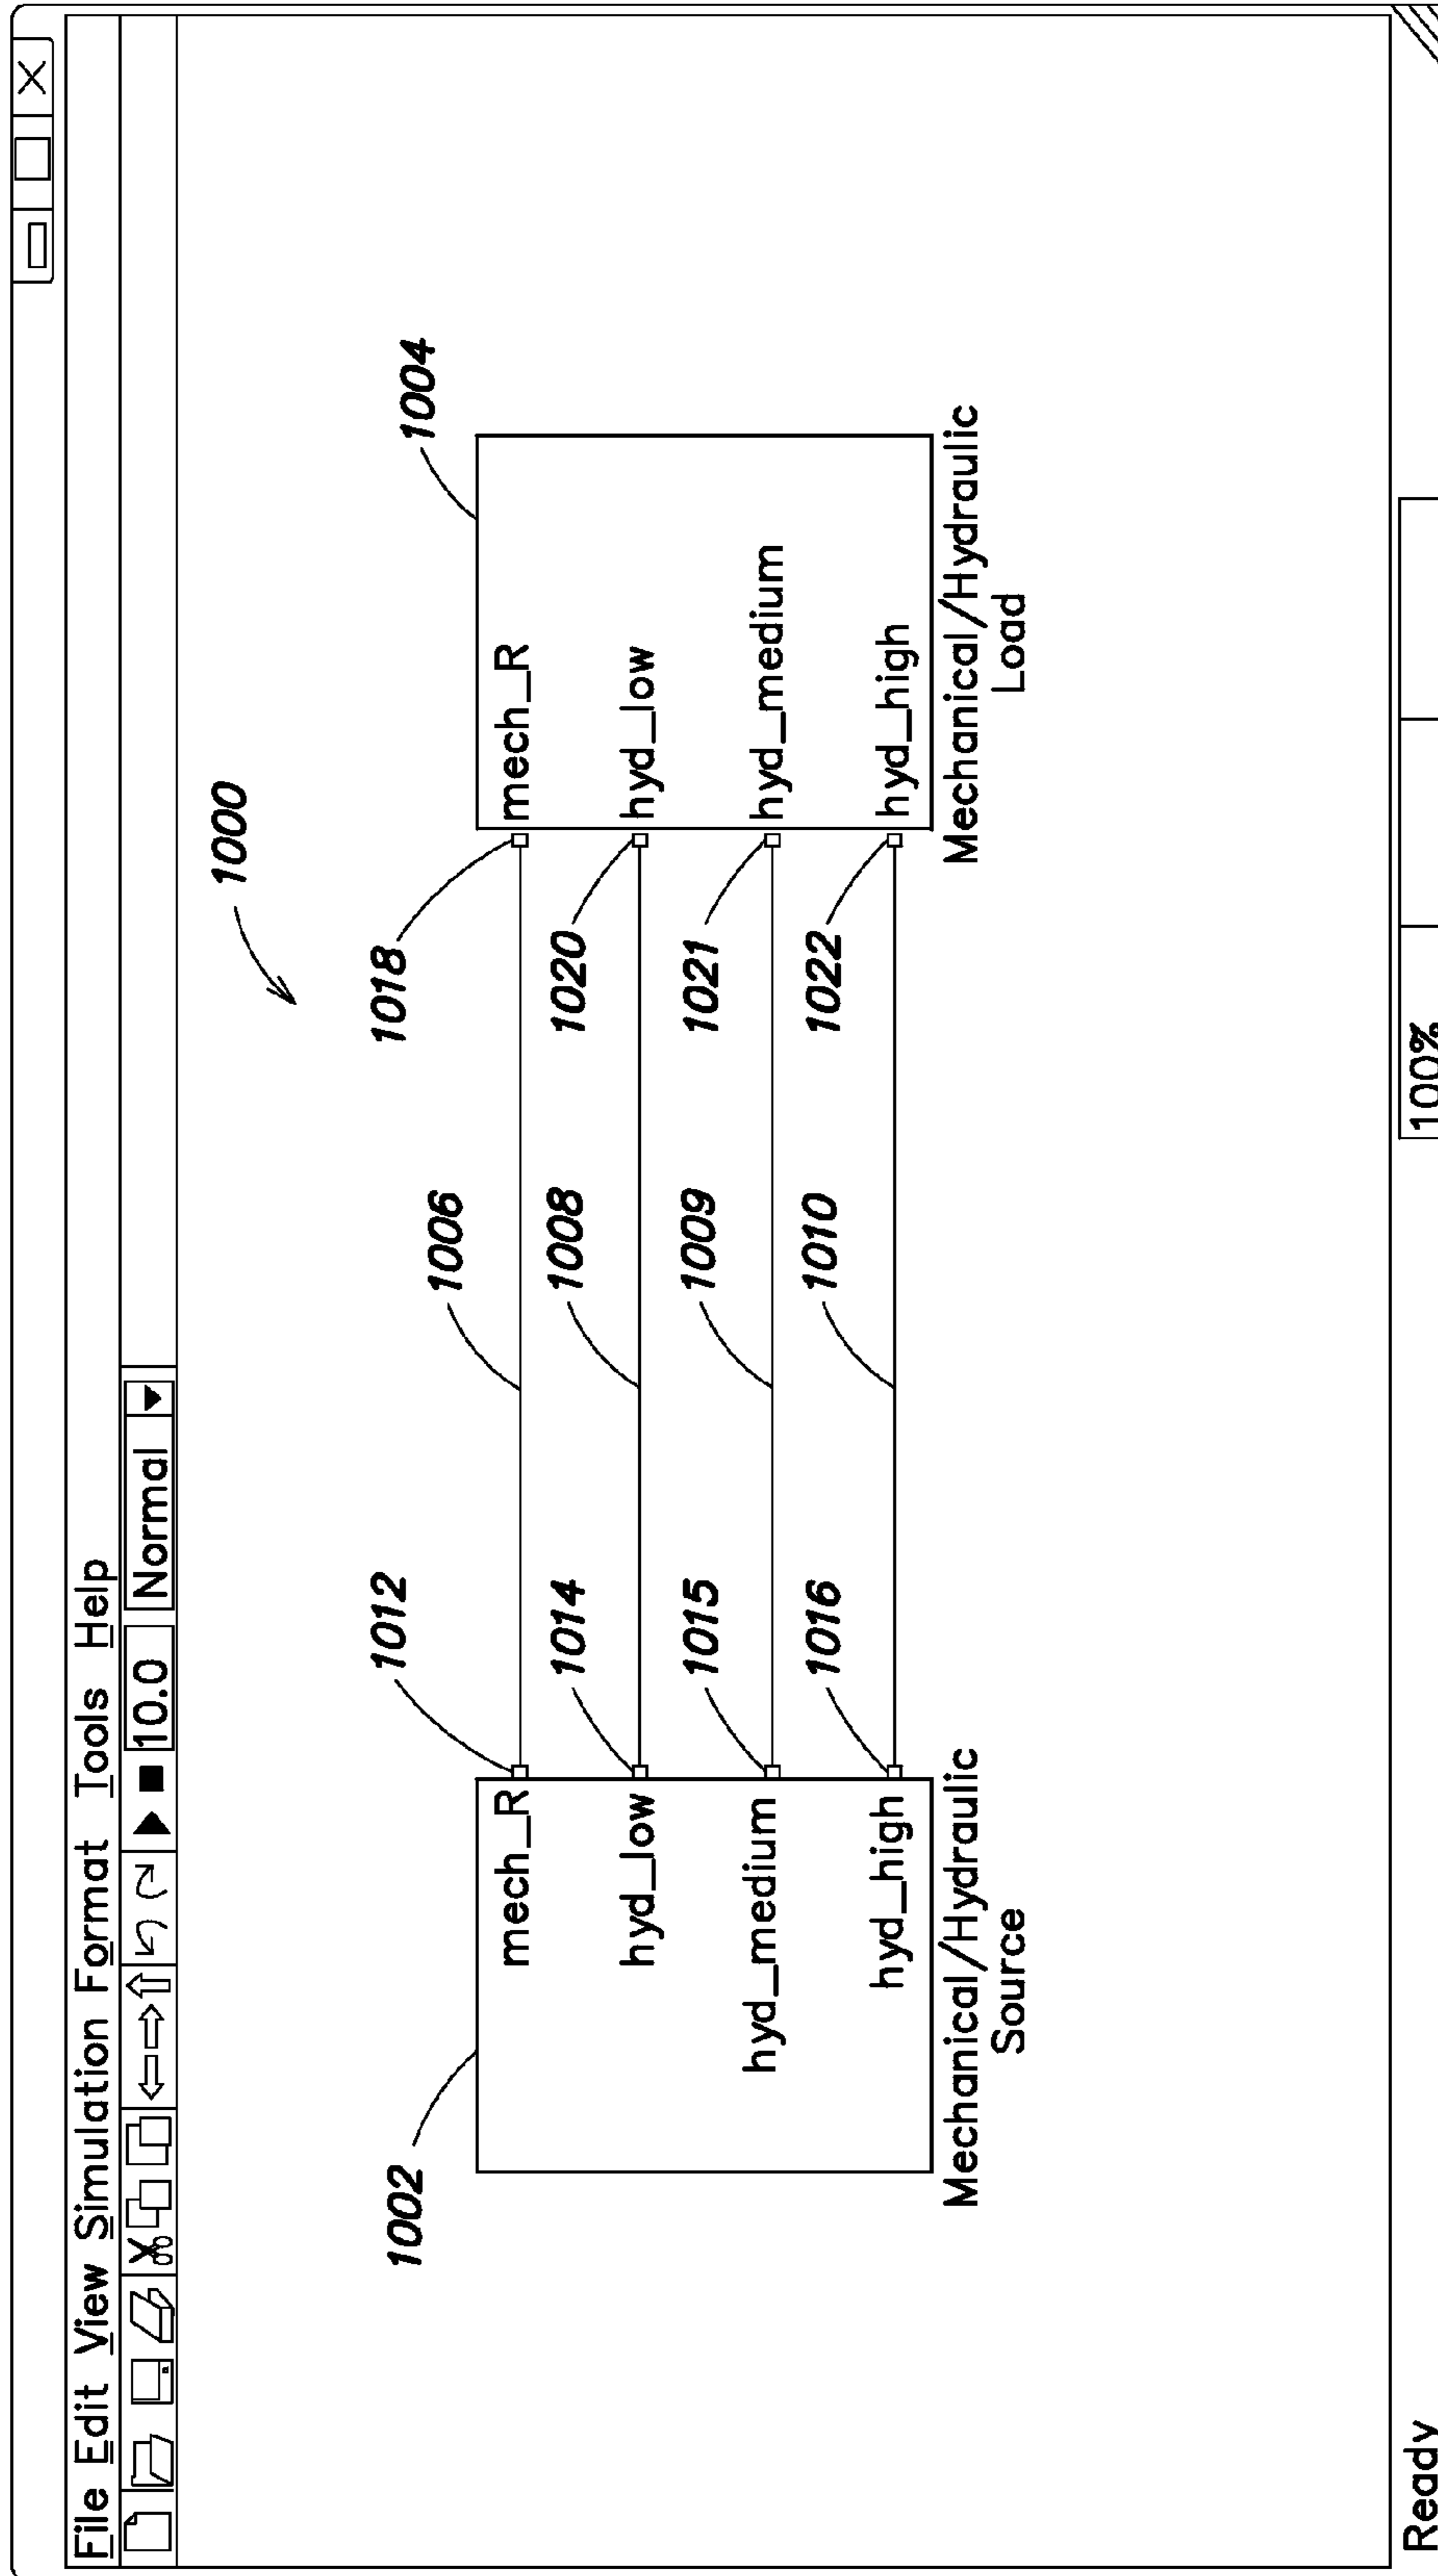 File Edit View Simulation Format Tools Help
10.0 Normal
1000
1002 1012 1006 1018 1004
mech_R mech_R
1014 1008 1020
hyd_low hyd_low
1015 1009 1021
hyd_medium hyd_medium
1016 1010 1022
hyd_high hyd_high
Mechanical/Hydraulic Mechanical/Hydraulic
Source Load
Ready 100%